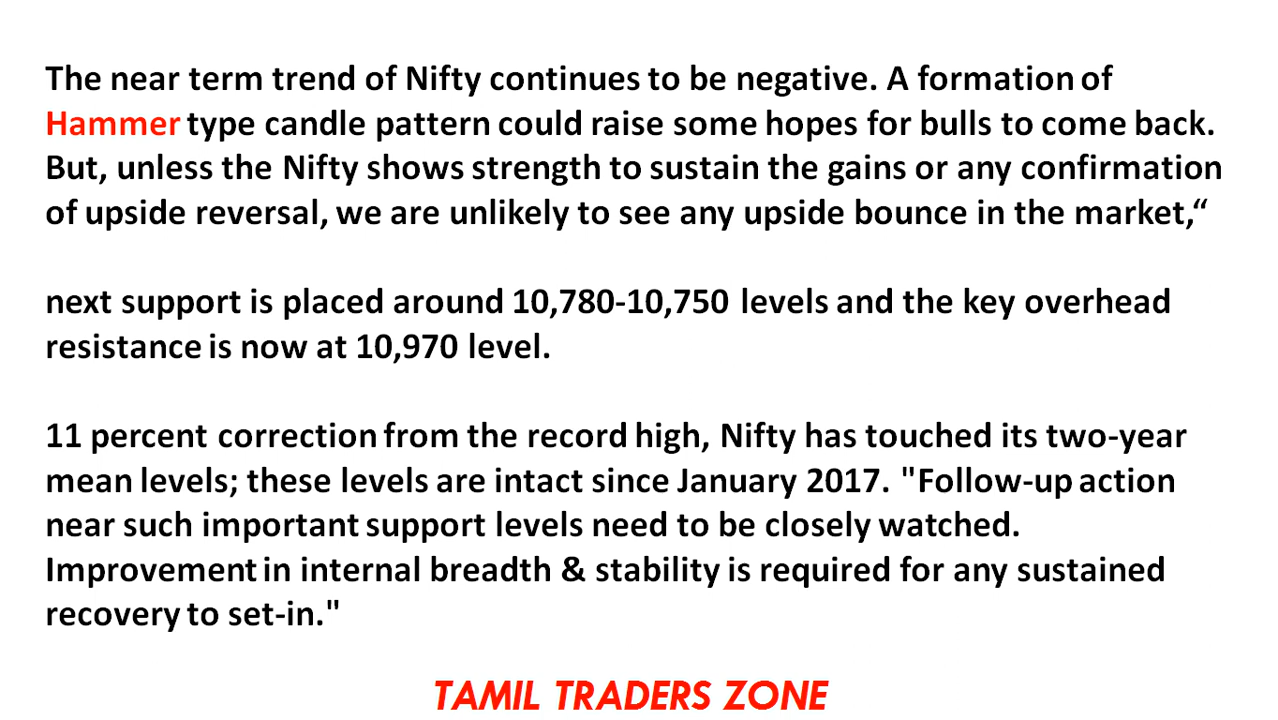 The near term trend of Nifty continues to be negative. A formation of
Hammer type candle pattern could raise some hopes for bulls to come back.
But, unless the Nifty shows strength to sustain the gains or any confirmation
of upside reversal, we are unlikely to see any upside bounce in the market,“
next support is placed around 10,780-10,750 levels and the key overhead
resistance is now at 10,970 level.
11 percent correction from the record high, Nifty has touched its two-year
mean levels; these levels are intact since January 2017. "Follow-up action
near such important support levels need to be closely watched.
Improvement in internal breadth & stability is required for any sustained
recovery to set-in."
TAMIL TRADERS ZONE